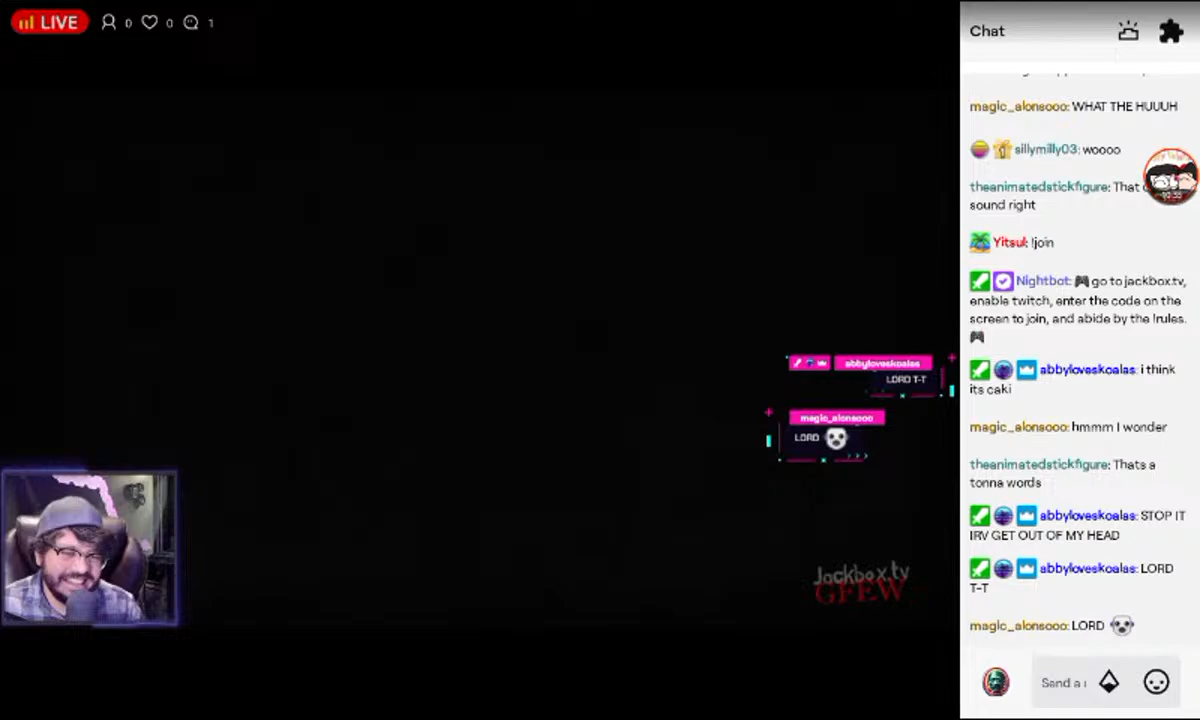 LIVE 0 0 1
abbyloveskoalas
LORD T-T
magic_alonsooo
LORD
Jackbox.tv
GFEW
Chat
magic_alonsooo: WHAT THE HUUUH
sillymilly03: woooo
theanimatedstickfigure: That
sound right
Yitsul: !join
Nightbot: go to jackbox.tv,
enable twitch, enter the code on the
screen to join, and abide by the !rules.
abbyloveskoalas: i think
its caki
magic_alonsooo: hmmm I wonder
theanimatedstickfigure: Thats a
tonna words
abbyloveskoalas: STOP IT
IRV GET OUT OF MY HEAD
abbyloveskoalas: LORD
T-T
magic_alonsooo: LORD
Send a